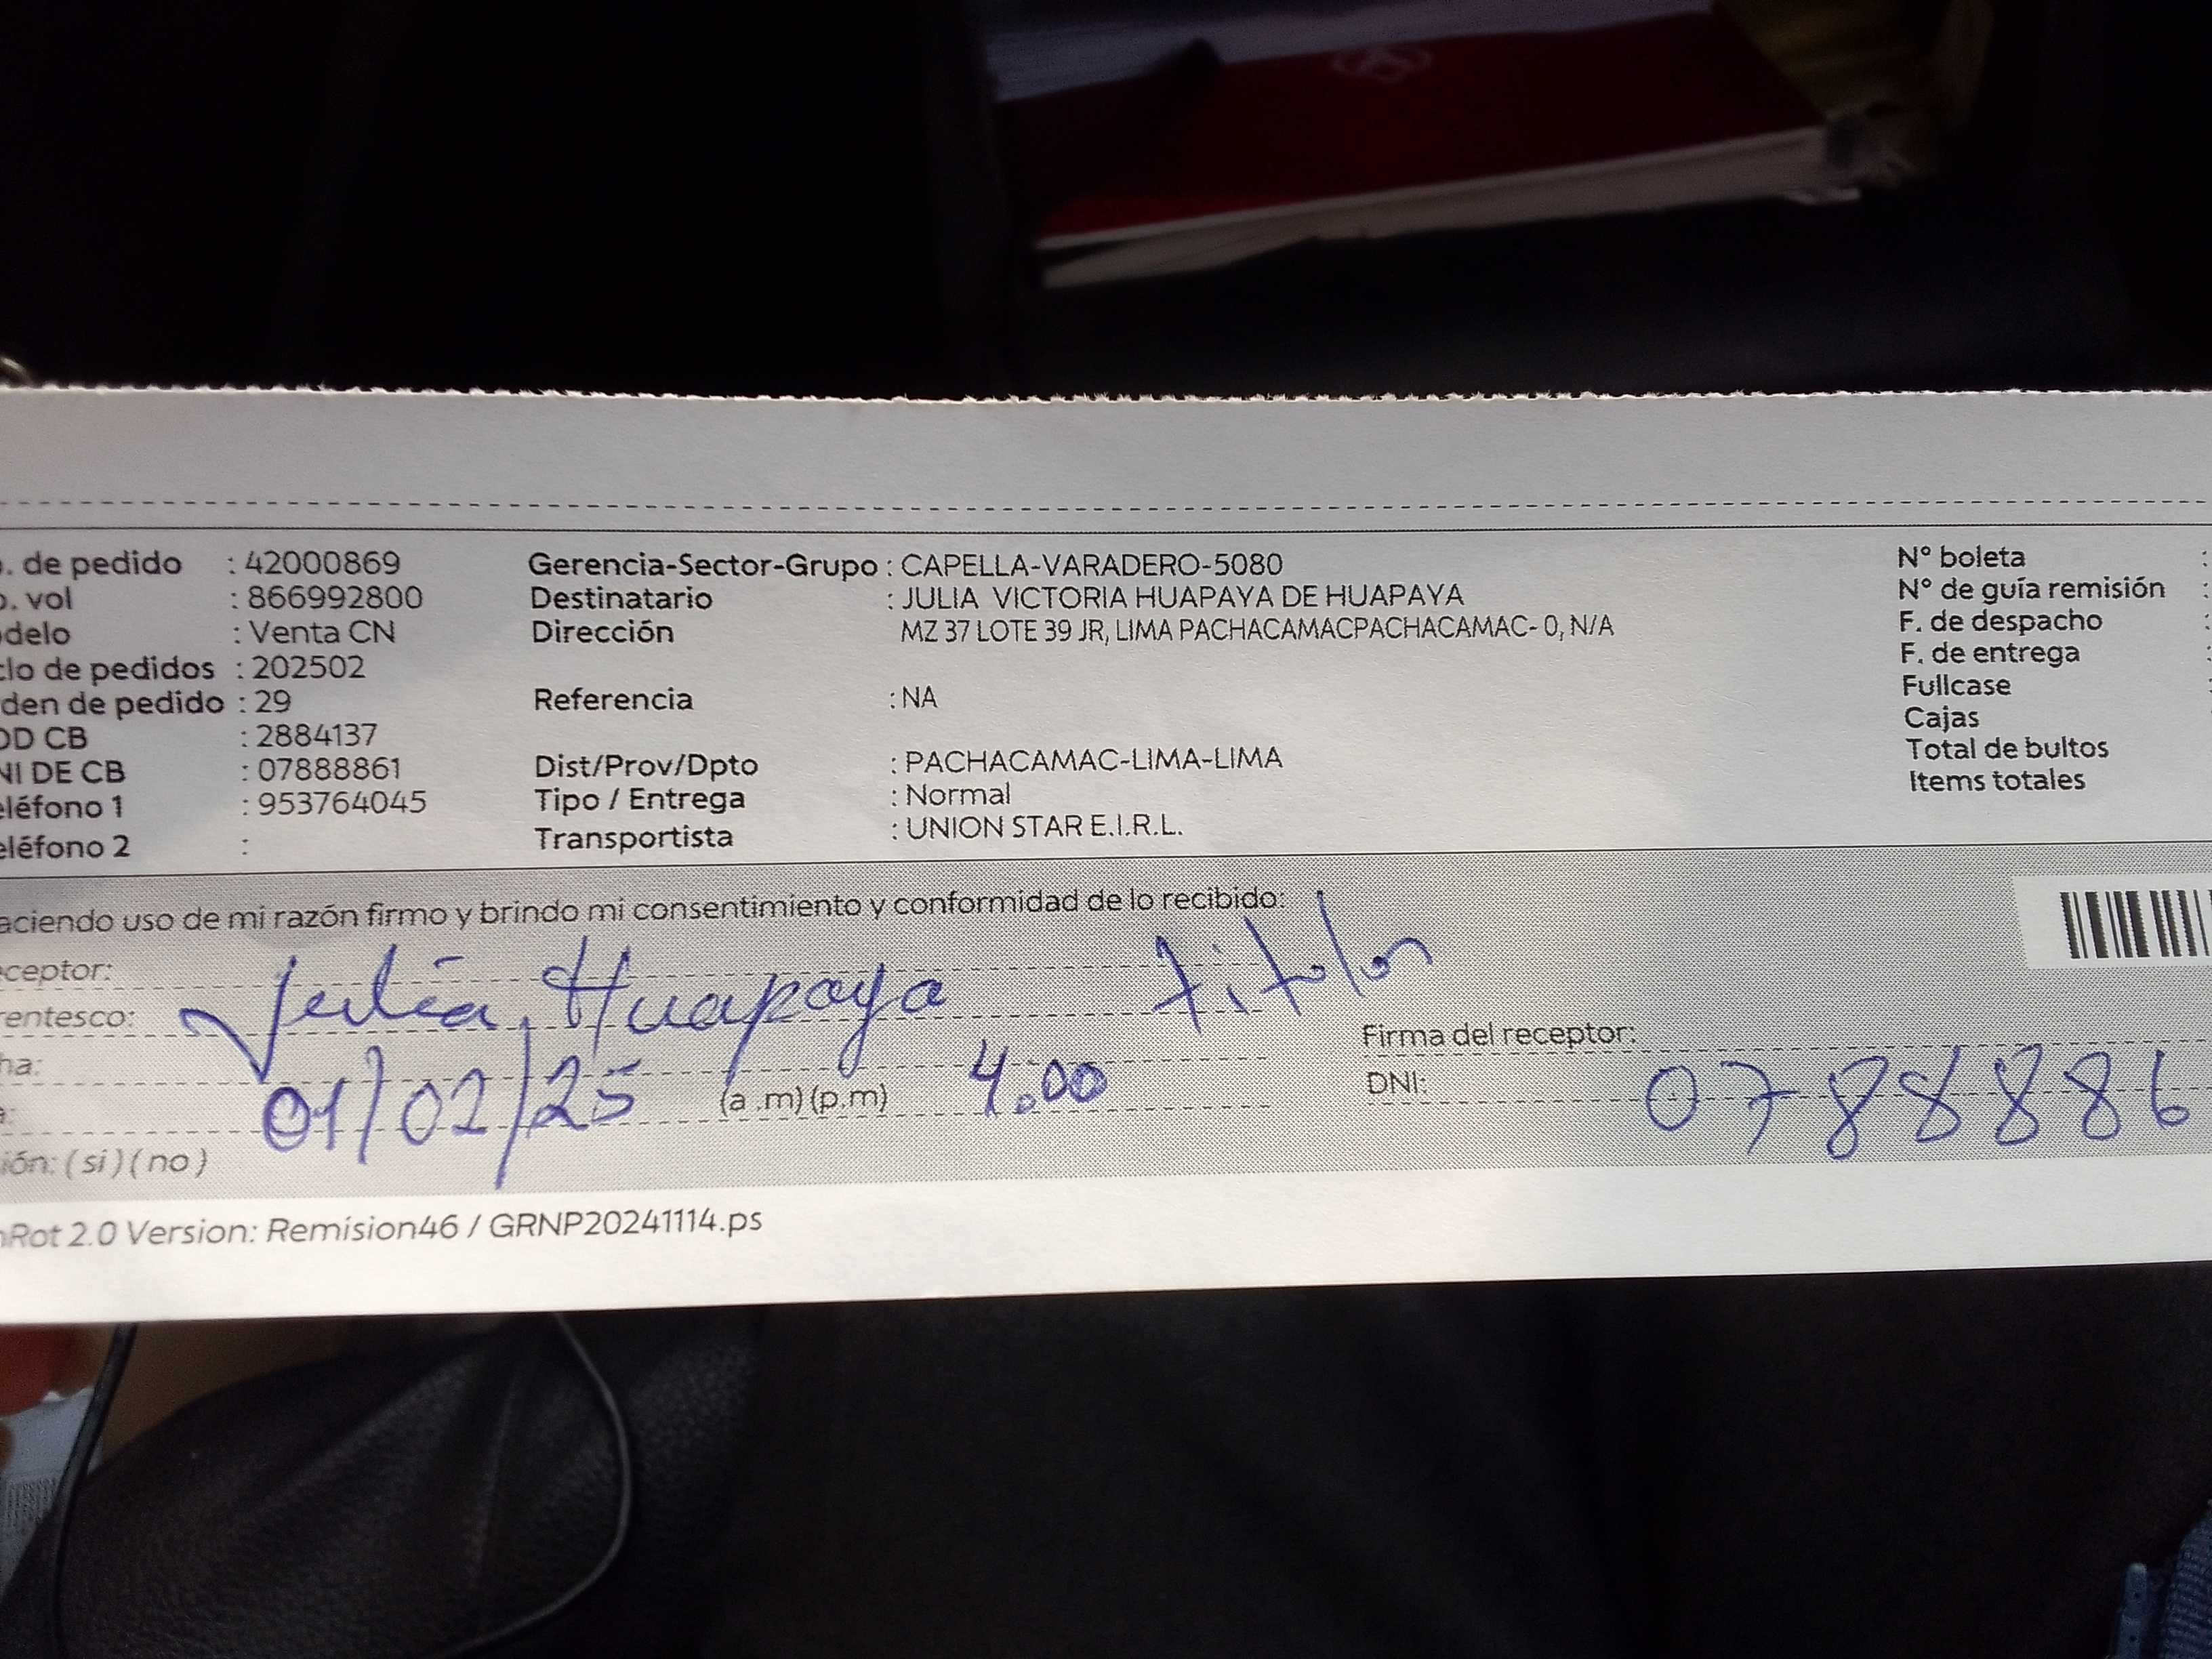 . de pedido : 42000869 Gerencia-Sector-Grupo : CAPELLA-VARADERO-5080 N° boleta :
. vol : 866992800 Destinatario : JULIA VICTORIA HUAPAYA DE HUAPAYA N° de guía remisión :
delo : Venta CN Dirección MZ 37 LOTE 39 JR, LIMA PACHACAMACPACHACAMAC- 0, N/A F. de despacho :
clo de pedidos : 202502 F. de entrega :
den de pedido : 29 Referencia : NA Fullcase :
OD CB : 2884137 Cajas
NI DE CB : 07888861 Dist/Prov/Dpto : PACHACAMAC-LIMA-LIMA Total de bultos
eléfono 1 : 953764045 Tipo / Entrega : Normal Items totales
eléfono 2 : Transportista : UNION STAR E.I.R.L.
aciendo uso de mi razón firmo y brindo mi consentimiento y conformidad de lo recibido:
ceptor: Julia Huapaya titular
rentesco:
Firma del receptor:
ha: 01/02/25 (a .m) (p.m) 4.00 DNI: 0788886
a:
ión: ( si ) ( no )
Rot 2.0 Version: Remision46 / GRNP20241114.ps